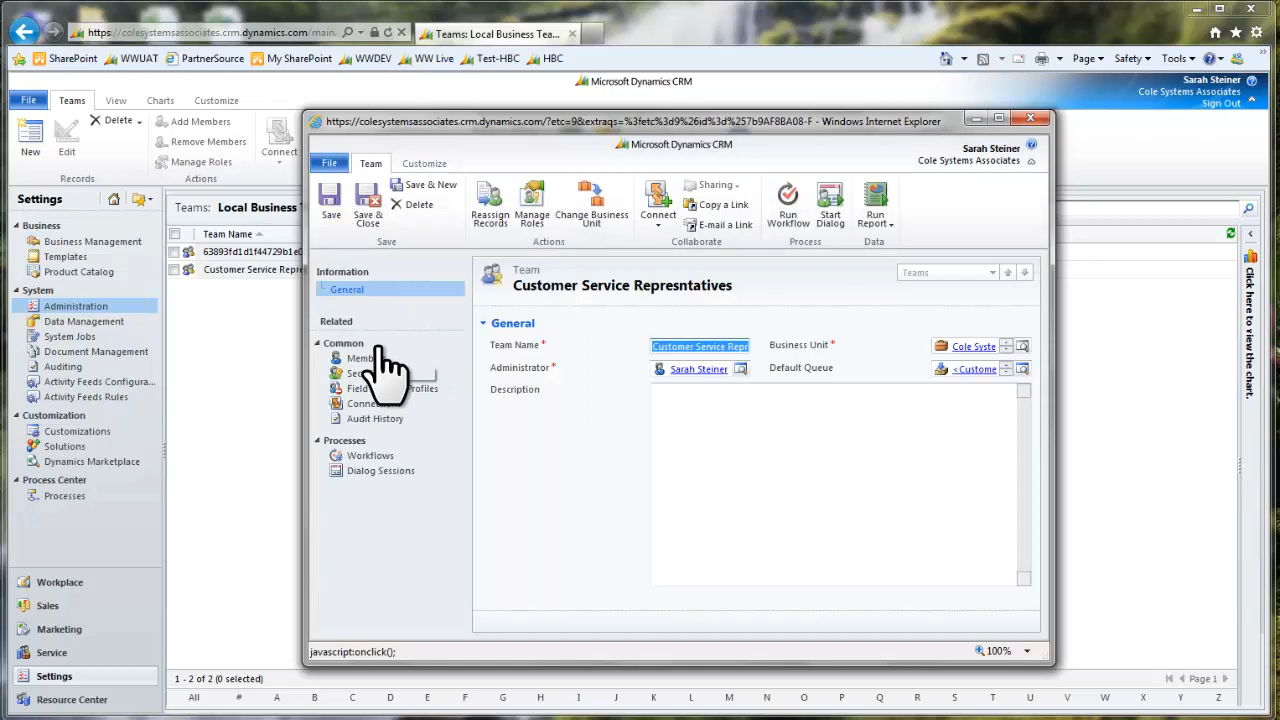 https://colesystemsassociates.crm.dynamics.com/main.
Teams: Local Business Tea...
SharePoint
WWUAT
PartnerSource
My SharePoint
WWDEV
WW Live
Test-HBC
HBC
Page
Safety
Tools
Microsoft Dynamics CRM
Sarah Steiner
Cole Systems Associates
Sign Out
File
Teams
View
Charts
Customize
New
Edit
Delete
Records
Add Members
Remove Members
Manage Roles
Actions
Connect
Settings
Business
Business Management
Templates
Product Catalog
System
Administration
Data Management
System Jobs
Document Management
Auditing
Activity Feeds Configura...
Activity Feeds Rules
Customization
Customizations
Solutions
Dynamics Marketplace
Process Center
Processes
Workplace
Sales
Marketing
Service
Settings
Resource Center
Teams: Local Business T
Team Name
63893fd1d1f44729b1e0
Customer Service Repre
https://colesystemsassociates.crm.dynamics.com/?etc=9&extraqs=%3fetc%3d9%26id%3d%257b9AF8BA08-F - Windows Internet Explorer
Microsoft Dynamics CRM
Sarah Steiner
Cole Systems Associates
File
Team
Customize
Save
Save & Close
Save & New
Delete
Save
Reassign Records
Manage Roles
Change Business Unit
Actions
Connect
Sharing
Copy a Link
E-mail a Link
Collaborate
Run Workflow
Start Dialog
Process
Run Report
Data
Information
General
Related
Common
Memb
Sec
Field Profiles
Conne
Audit History
Processes
Workflows
Dialog Sessions
Team
Customer Service Represntatives
Teams
General
Team Name *
Customer Service Repr
Business Unit *
Cole Syste
Administrator *
Sarah Steiner
Default Queue
<Custome
Description
javascript:onclick();
100%
Click here to view the chart.
1 - 2 of 2 (0 selected)
Page 1
All # A B C D E F G H I J K L M N O P Q R S T U V W X Y Z